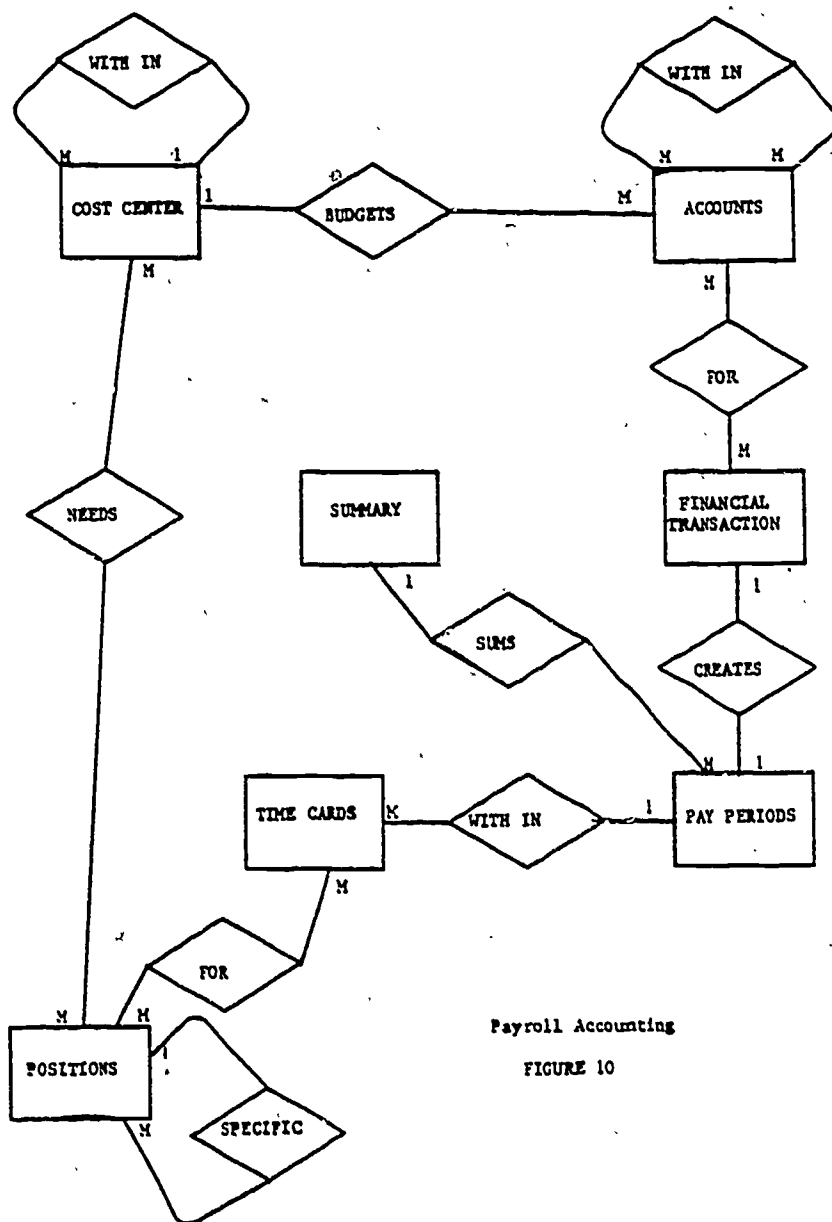 WITH IN
WITH IN
M 1
M M
COST CENTER
1
BUDGETS
M
ACCOUNTS
M
M
FOR
M
NEEDS
SUMMARY
FINANCIAL
TRANSACTION
1
1
SUMS
CREATES
M 1
TIME CARDS
M
WITH IN
1
PAY PERIODS
M
FOR
M M
1
POSITIONS
M
SPECIFIC
Payroll Accounting
FIGURE 10